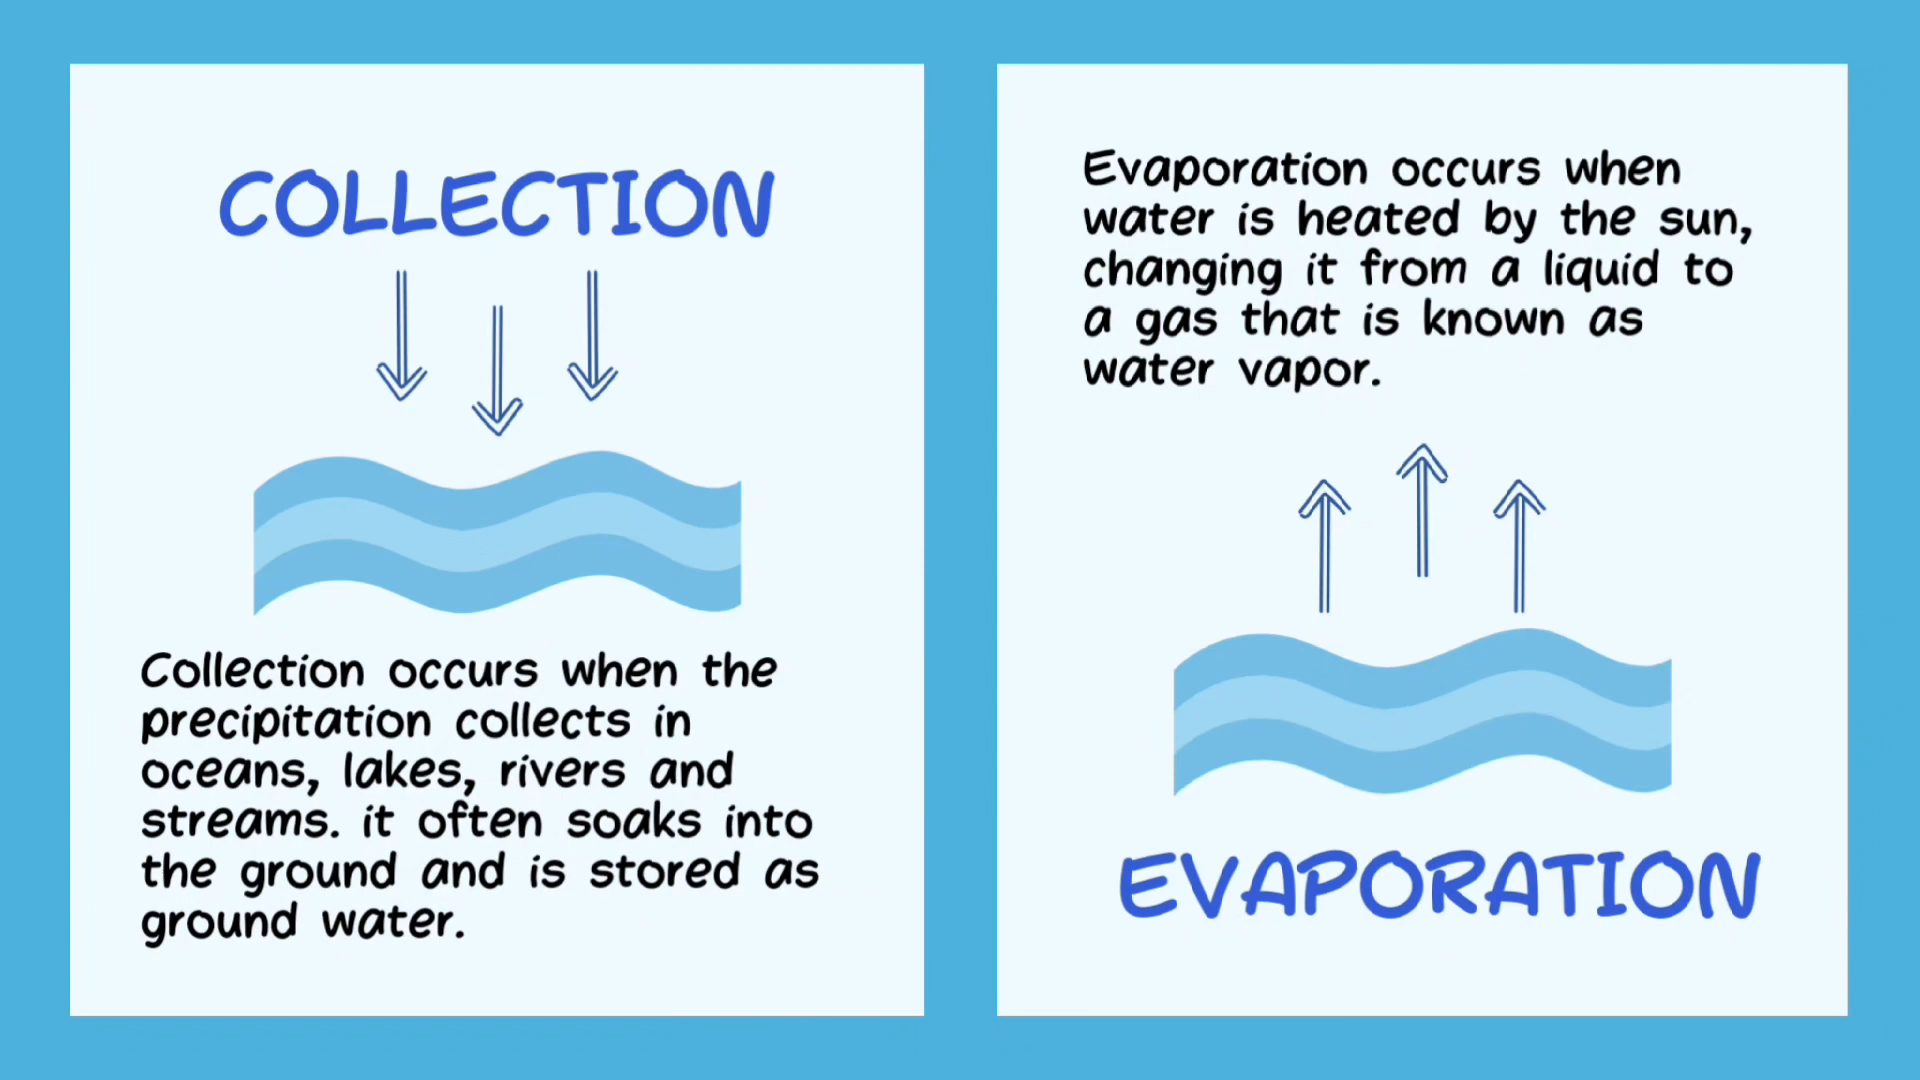 COLLECTION
Collection occurs when the
precipitation collects in
oceans, lakes, rivers and
streams. it often soaks into
the ground and is stored as
ground water.
Evaporation occurs when
water is heated by the sun,
changing it from a liquid to
a gas that is known as
water vapor.
EVAPORATION